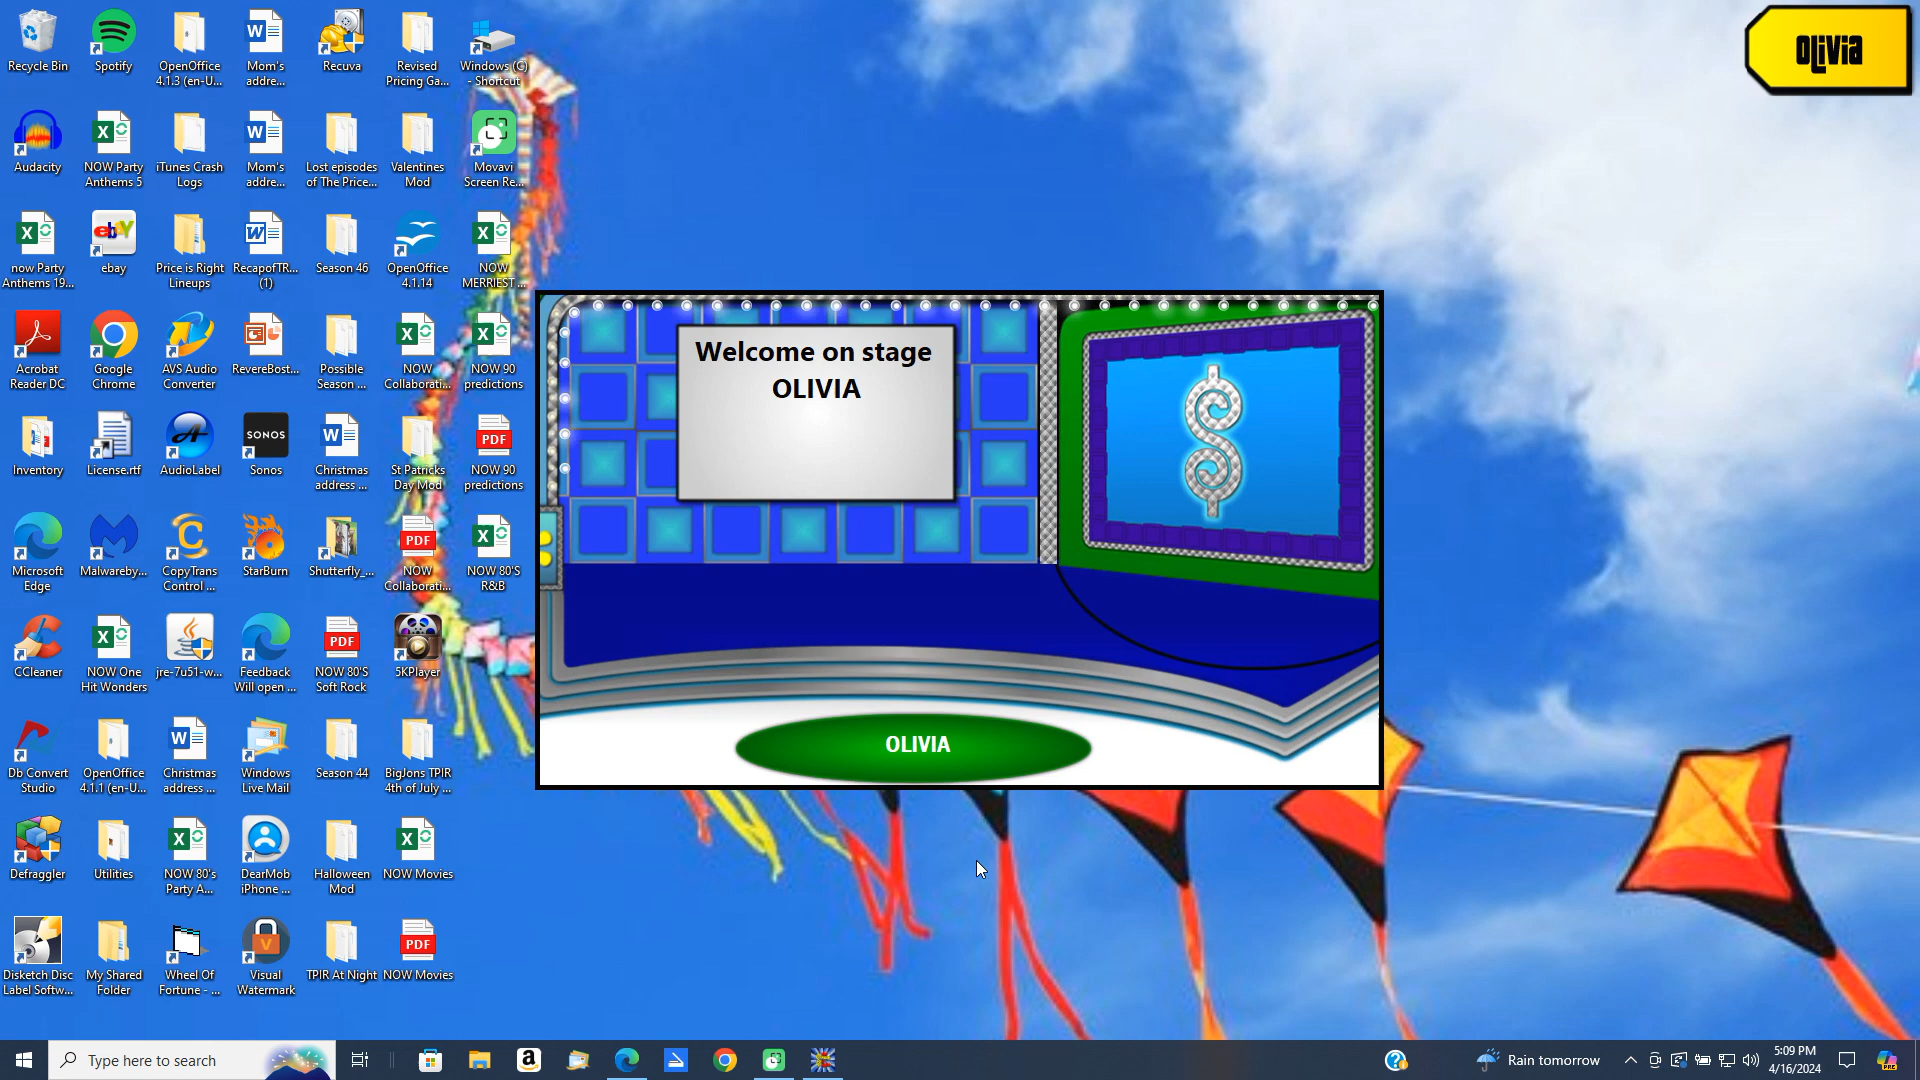 Recycle Bin
Spotify
OpenOffice
4.1.3 (en-U...
Mom's
addre...
Recuva
Revised
Pricing Ga...
Windows (C)
- Shortcut
OLIVIA
Audacity
NOW Party
Anthems 5
iTunes Crash
Logs
Mom's
addre...
Lost episodes
of The Price...
Valentines
Mod
Movavi
Screen Re...
now Party
Anthems 19...
ebay
Price is Right
Lineups
RecapofTR...
(1)
Season 46
OpenOffice
4.1.14
NOW
MERRIEST ...
Acrobat
Reader DC
Google
Chrome
AVS Audio
Converter
RevereBost...
Possible
Season ...
NOW
Collaborati...
NOW 90
predictions
Welcome on stage
OLIVIA
Inventory
License.rtf
AudioLabel
SONOS
Sonos
Christmas
address ...
St Patricks
Day Mod
PDF
NOW 90
predictions
Microsoft
Edge
Malwareby...
CopyTrans
Control ...
StarBurn
Shutterfly_...
PDF
NOW
Collaborati...
NOW 80'S
R&B
CCleaner
NOW One
Hit Wonders
jre-7u51-w...
Feedback
Will open ...
PDF
NOW 80'S
Soft Rock
5KPlayer
OLIVIA
Db Convert
Studio
OpenOffice
4.1.1 (en-U...
Christmas
address ...
Windows
Live Mail
Season 44
BigJons TPIR
4th of July ...
Defraggler
Utilities
NOW 80's
Party A...
DearMob
iPhone ...
Halloween
Mod
NOW Movies
Disketch Disc
Label Softw...
My Shared
Folder
Wheel Of
Fortune - ...
Visual
Watermark
TPIR At Night
PDF
NOW Movies
Type here to search
Rain tomorrow
5:09 PM
4/16/2024